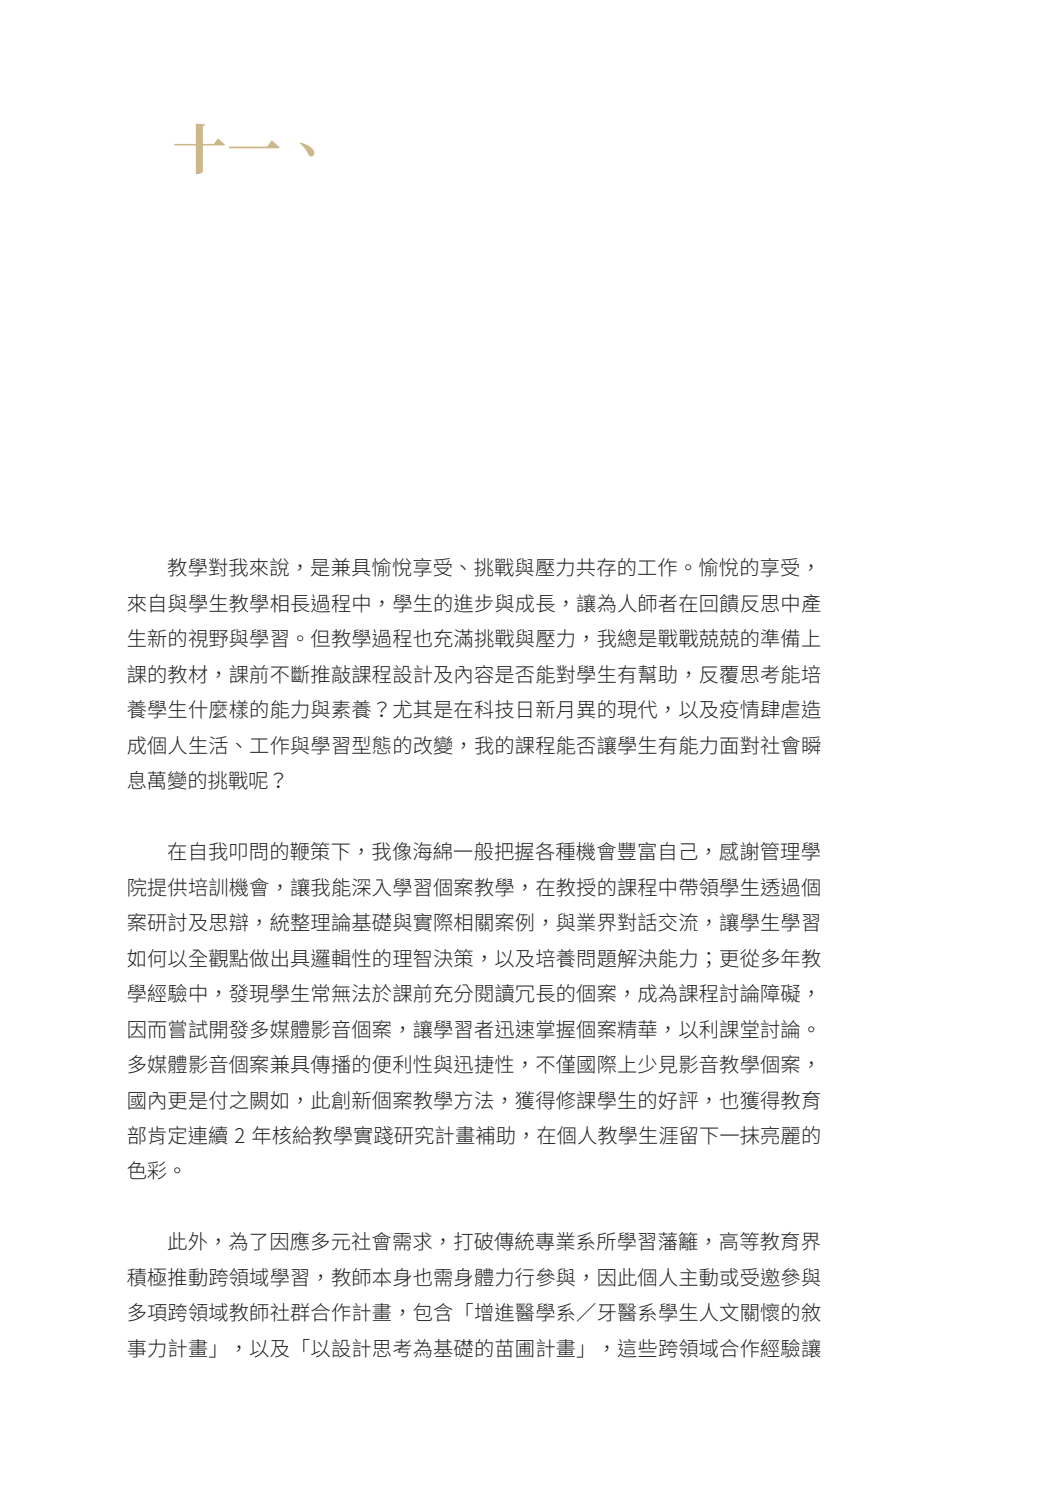 十一、
教學對我來說，是兼具愉悅享受、挑戰與壓力共存的工作。愉悅的享受，
來自與學生教學相長過程中，學生的進步與成長，讓為人師者在回饋反思中產
生新的視野與學習。但教學過程也充滿挑戰與壓力，我總是戰戰兢兢的準備上
課的教材，課前不斷推敲課程設計及內容是否能對學生有幫助，反覆思考能培
養學生什麼樣的能力與素養？尤其是在科技日新月異的現代，以及疫情肆虐造
成個人生活、工作與學習型態的改變，我的課程能否讓學生有能力面對社會瞬
息萬變的挑戰呢？
在自我叩問的鞭策下，我像海綿一般把握各種機會豐富自己，感謝管理學
院提供培訓機會，讓我能深入學習個案教學，在教授的課程中帶領學生透過個
案研討及思辯，統整理論基礎與實際相關案例，與業界對話交流，讓學生學習
如何以全觀點做出具邏輯性的理智決策，以及培養問題解決能力；更從多年教
學經驗中，發現學生常無法於課前充分閱讀冗長的個案，成為課程討論障礙，
因而嘗試開發多媒體影音個案，讓學習者迅速掌握個案精華，以利課堂討論。
多媒體影音個案兼具傳播的便利性與迅捷性，不僅國際上少見影音教學個案，
國內更是付之闕如，此創新個案教學方法，獲得修課學生的好評，也獲得教育
部肯定連續 2 年核給教學實踐研究計畫補助，在個人教學生涯留下一抹亮麗的
色彩。
此外，為了因應多元社會需求，打破傳統專業系所學習藩籬，高等教育界
積極推動跨領域學習，教師本身也需身體力行參與，因此個人主動或受邀參與
多項跨領域教師社群合作計畫，包含「增進醫學系／牙醫系學生人文關懷的敘
事力計畫」，以及「以設計思考為基礎的苗圃計畫」，這些跨領域合作經驗讓